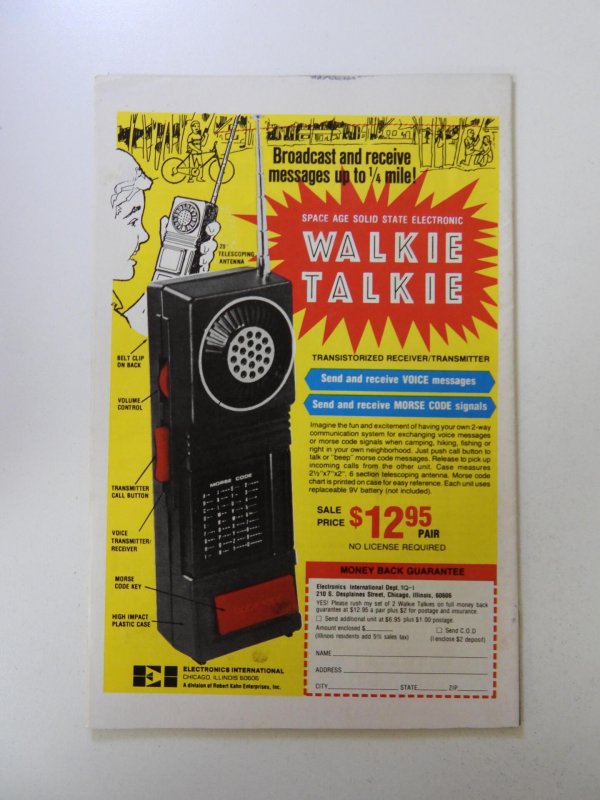 Broadcast and receive
messages up to 1/4 mile!
SPACE AGE SOLID STATE ELECTRONIC
WALKIE
TALKIE
TELESCOPING
ANTENNA
TRANSISTORIZED RECEIVER/TRANSMITTER
Send and receive VOICE messages
Send and receive MORSE CODE signals
Imagine the fun and excitement of having your own 2-way
communication system for exchanging voice messages
or morse code signals when camping, hiking, fishing or
right in your own neighborhood. Just push call button to
talk or "beep" morse code messages. Release to pick up
incoming calls from the other unit. Case measures
2½"x7"x2". 6 section telescoping antenna. Morse code
chart is printed on case for easy reference. Each unit uses
replaceable 9V battery (not included).
BELT CLIP
ON BACK
VOLUME
CONTROL
TRANSMITTER
CALL BUTTON
VOICE
TRANSMITTER/
RECEIVER
MORSE
CODE KEY
HIGH IMPACT
PLASTIC CASE
MORSE CODE
SALE
PRICE $12 95
PAIR
NO LICENSE REQUIRED
MONEY BACK GUARANTEE
Electronics International Dept.
210 S. Desplaines Street, Chicago, Illinois, 60606
YES! Please rush my set of 2 Walkie Talkies on full money back
guarantee at $12.95 a pair plus $2 for postage and insurance.
☐ Send additional unit at $6.95 plus $1.00 postage.
Amount enclosed $ ☐ Send C.O.D
(Illinois residents add 5% sales tax) (I enclose $2 deposit)
NAME
ADDRESS
CITY STATE ZIP
EI
ELECTRONICS INTERNATIONAL
CHICAGO, ILLINOIS 60606
A division of Robert Kahn Enterprises, Inc.